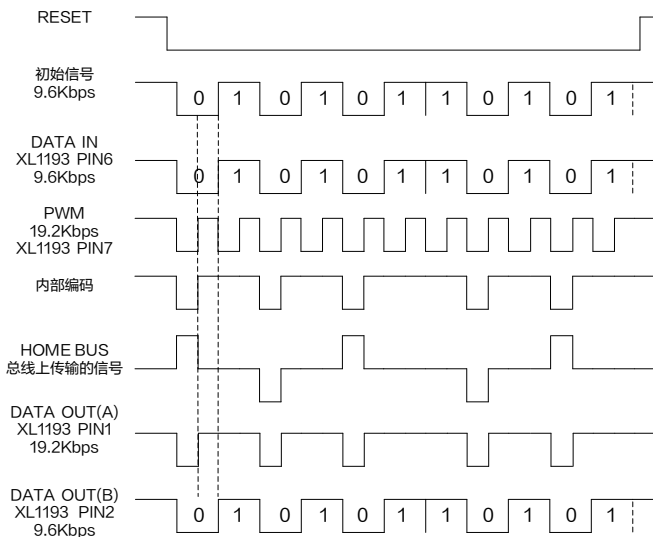 RESET
初始信号
9.6Kbps
0 1 0 1 0 1 1 0 1 0 1
DATA IN
XL1193 PIN6
9.6Kbps
0 1 0 1 0 1 1 0 1 0 1
PWM
19.2Kbps
XL1193 PIN7
内部编码
HOME BUS
总线上传输的信号
DATA OUT(A)
XL1193 PIN1
19.2Kbps
DATA OUT(B)
XL1193 PIN2
9.6Kbps
0 1 0 1 0 1 1 0 1 0 1